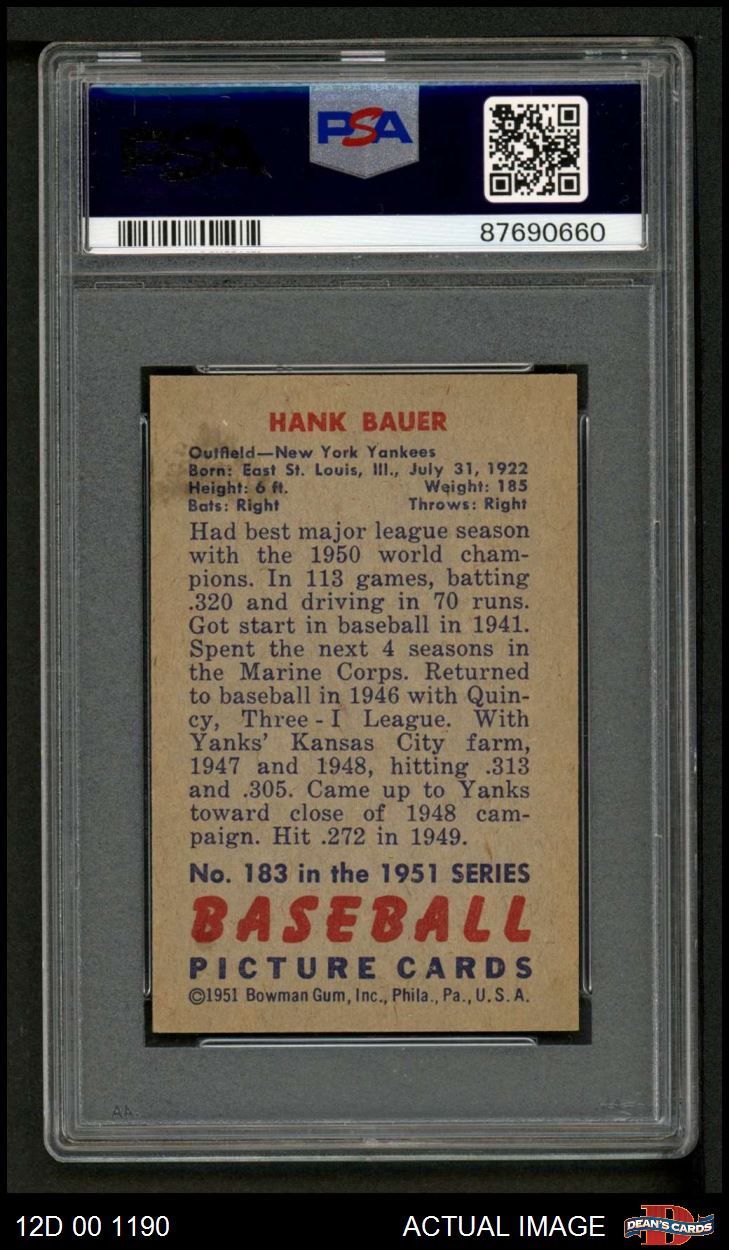 PSA
PSA
87690660
HANK BAUER
Outfield—New York Yankees
Born: East St. Louis, Ill., July 31, 1922
Height: 6 ft. Weight: 185
Bats: Right Throws: Right
Had best major league season
with the 1950 world cham-
pions. In 113 games, batting
.320 and driving in 70 runs.
Got start in baseball in 1941.
Spent the next 4 seasons in
the Marine Corps. Returned
to baseball in 1946 with Quin-
cy, Three - I League. With
Yanks' Kansas City farm,
1947 and 1948, hitting .313
and .305. Came up to Yanks
toward close of 1948 cam-
paign. Hit .272 in 1949.
No. 183 in the 1951 SERIES
BASEBALL
PICTURE CARDS
©1951 Bowman Gum, Inc., Phila., Pa., U. S. A.
AA
12D 00 1190 ACTUAL IMAGE DEAN'S CARDS